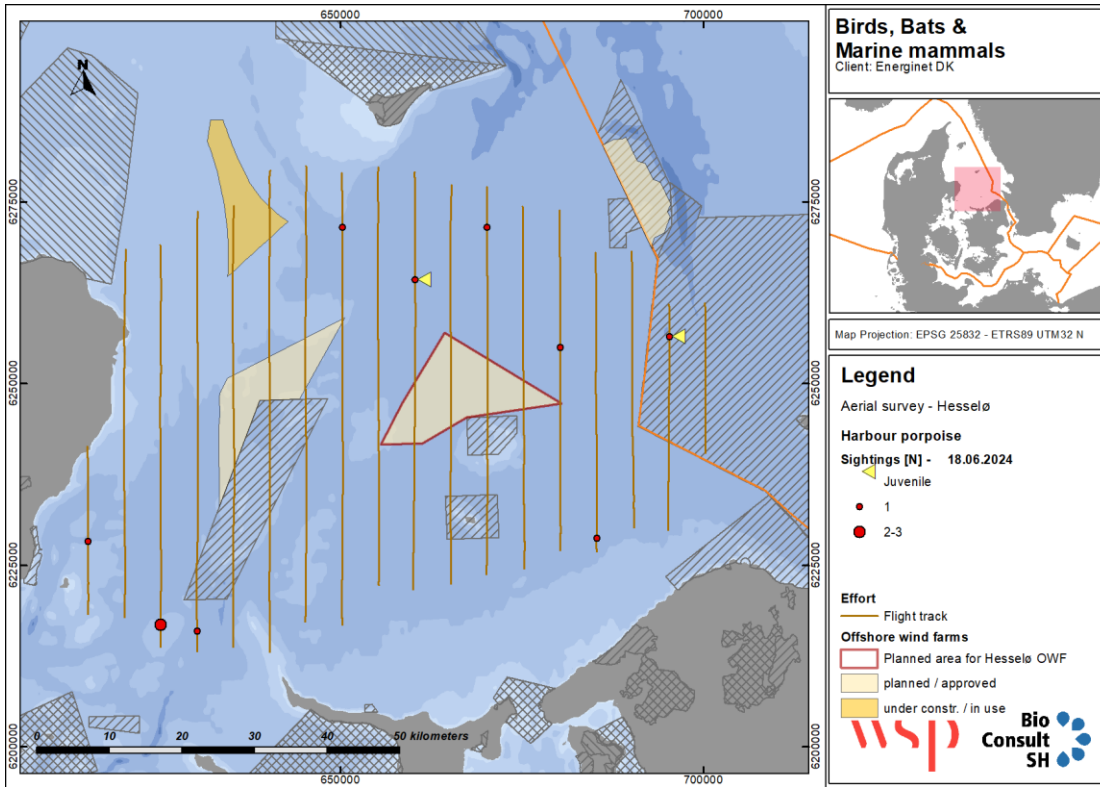 650000
700000
N
6275000
6275000
6250000
6250000
6225000
6225000
6200000
6200000
0 10 20 30 40 50 kilometers
650000
700000
Birds, Bats &
Marine mammals
Client: Energinet DK
Map Projection: EPSG 25832 - ETRS89 UTM32 N
Legend
Aerial survey - Hesselø
Harbour porpoise
Sightings [N] - 18.06.2024
Juvenile
1
2-3
Effort
Flight track
Offshore wind farms
Planned area for Hesselø OWF
planned / approved
under constr. / in use
wsp
Bio
Consult
SH